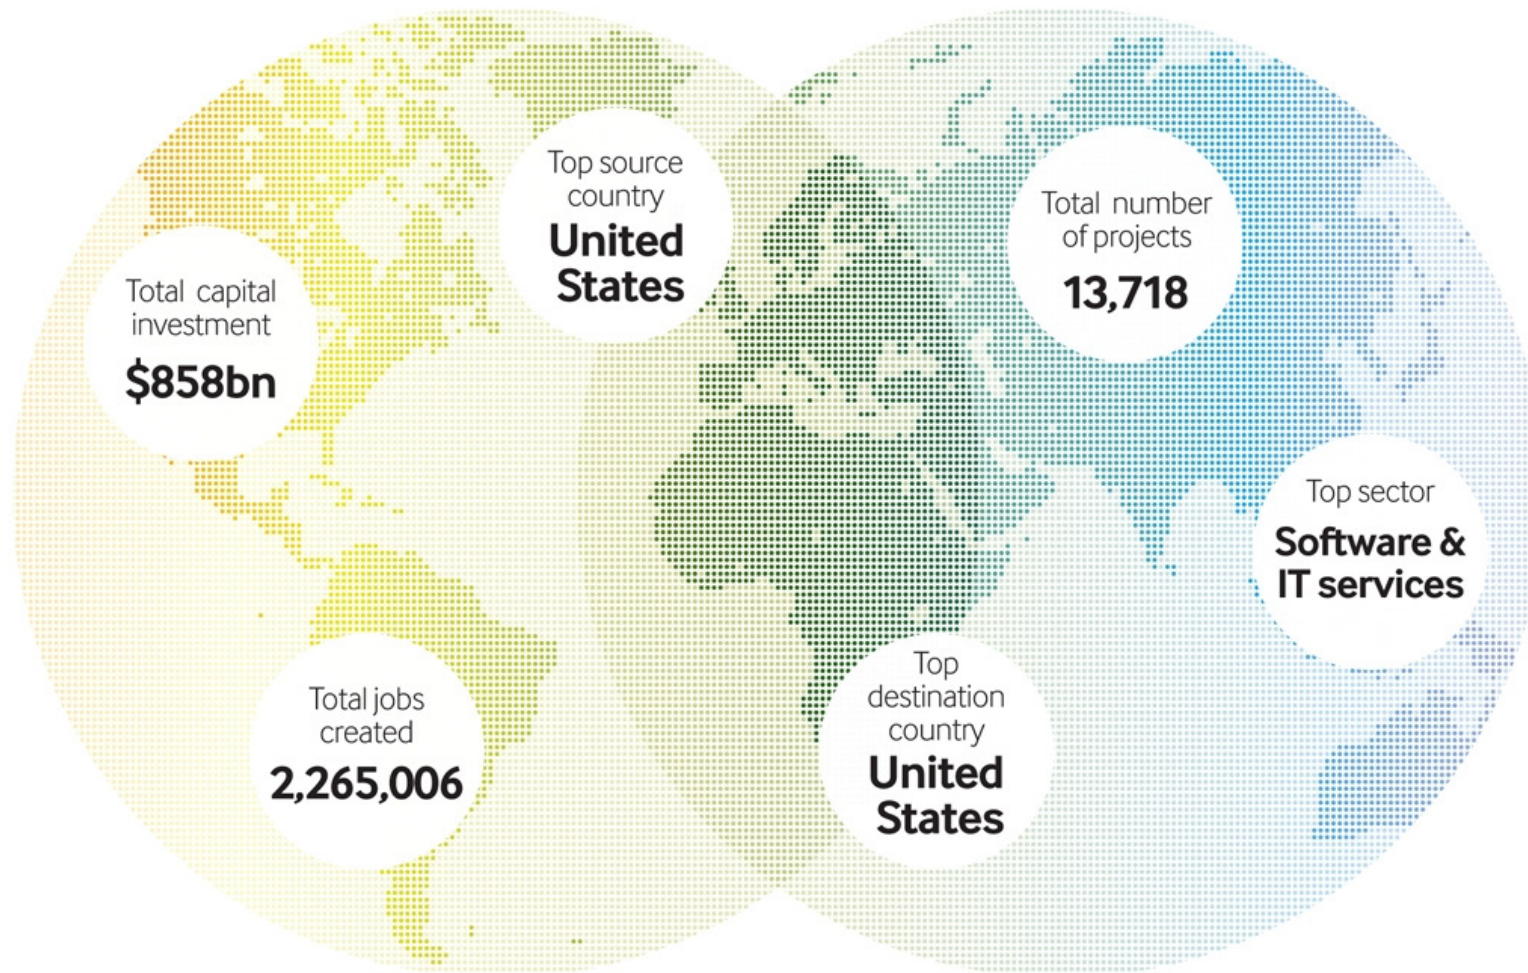 Top source
country
United
States
Total number
of projects
13,718
Total capital
investment
$858bn
Top sector
Software &
IT services
Total jobs
created
2,265,006
Top
destination
country
United
States